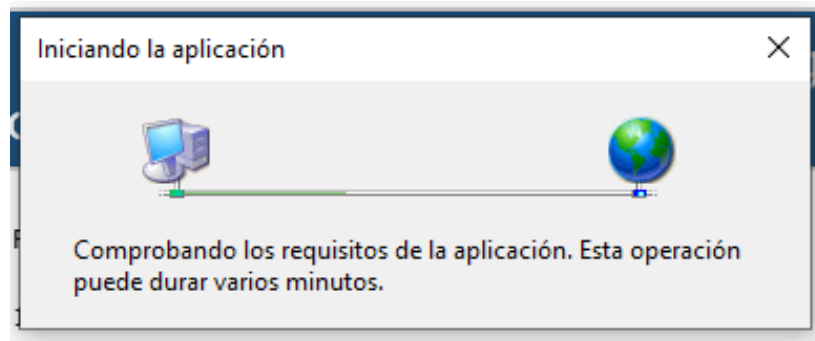 Iniciando la aplicación
Comprobando los requisitos de la aplicación. Esta operación
puede durar varios minutos.